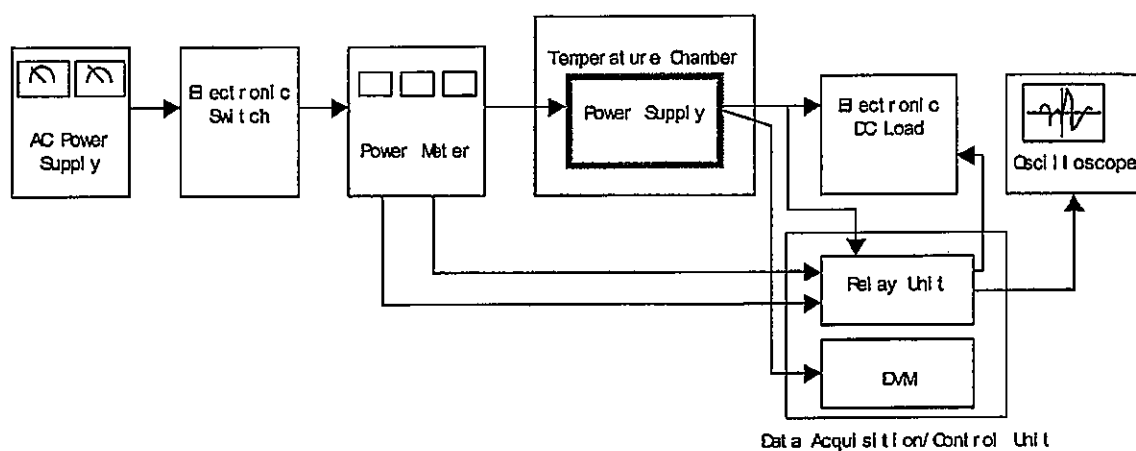 AC Power
Supply
Electronic
Switch
Power Meter
Temperature Chamber
Power Supply
Electronic
DC Load
Oscilloscope
Relay Unit
DVM
Data Acquisition/Control Unit